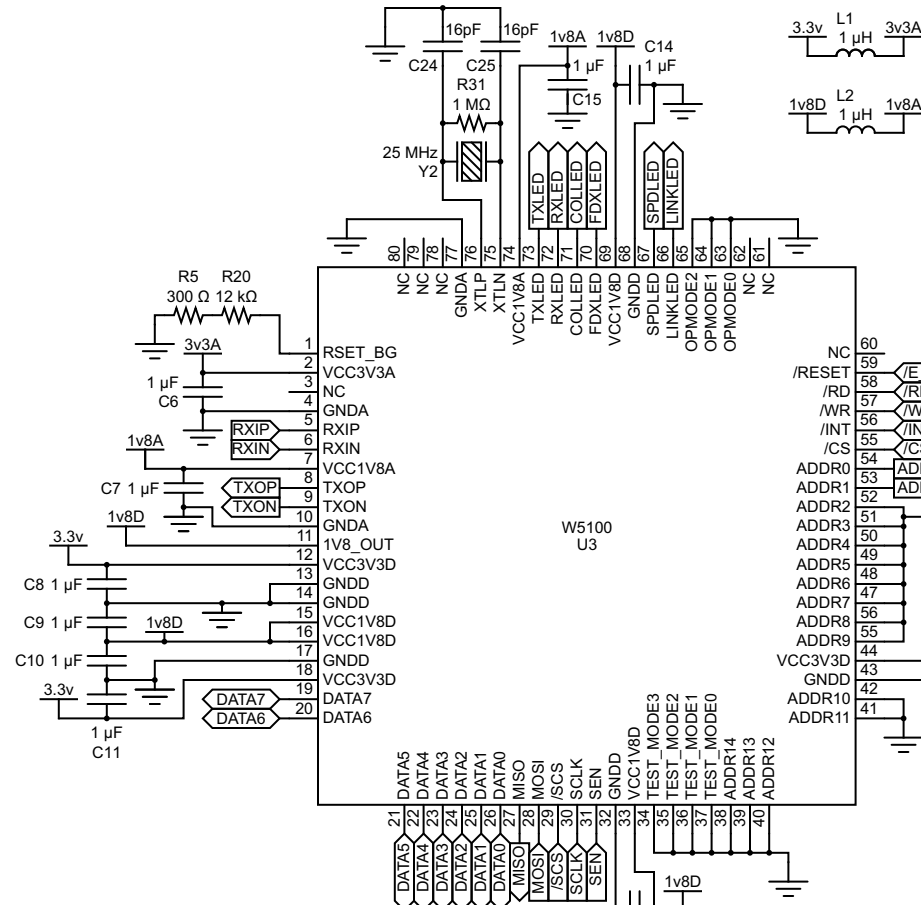 16pF
16pF
C24
C25
R31
1 MΩ
25 MHz
Y2
1v8A
1 µF
C15
1v8D
C14
1 µF
L1
3.3v
1 µH
3v3A
L2
1v8D
1 µH
1v8A
TXLED
RXLED
COLLED
FDXLED
SPDLED
LINKLED
80
79
78
77
76
75
74
73
72
71
70
69
68
67
66
65
64
63
62
61
NC
NC
NC
GNDA
XTLP
XTLN
VCC1V8A
TXLED
RXLED
COLLED
FDXLED
VCC1V8D
GNDD
SPDLED
LINKLED
OPMODE2
OPMODE1
OPMODE0
NC
NC
R5
300 Ω
R20
12 kΩ
3v3A
1 µF
C6
RXIP
RXIN
1v8A
C7 1 µF
TXOP
TXON
1v8D
3.3v
C8 1 µF
C9 1 µF
1v8D
C10 1 µF
3.3v
1 µF
C11
DATA7
DATA6
1 RSET_BG
2 VCC3V3A
3 NC
4 GNDA
5 RXIP
6 RXIN
7 VCC1V8A
8 TXOP
9 TXON
10 GNDA
11 1V8_OUT
12 VCC3V3D
13 GNDD
14 GNDD
15 VCC1V8D
16 VCC1V8D
17 GNDD
18 VCC3V3D
19 DATA7
20 DATA6
W5100
U3
NC 60
/RESET 59
/RD 58
/WR 57
/INT 56
/CS 55
ADDR0 54
ADDR1 53
ADDR2 52
ADDR3 51
ADDR4 50
ADDR5 49
ADDR6 48
ADDR7 47
ADDR8 56
ADDR9 55
VCC3V3D 44
GNDD 43
ADDR10 42
ADDR11 41
DATA5
DATA4
DATA3
DATA2
DATA1
DATA0
MISO
MOSI
/SCS
SCLK
SEN
GNDD
VCC1V8D
TEST_MODE3
TEST_MODE2
TEST_MODE1
TEST_MODE0
ADDR14
ADDR13
ADDR12
21
22
23
24
25
26
27
28
29
30
31
32
33
34
35
36
37
38
39
40
DATA5
DATA4
DATA3
DATA2
DATA1
DATA0
MISO
MOSI
/SCS
SCLK
SEN
1v8D